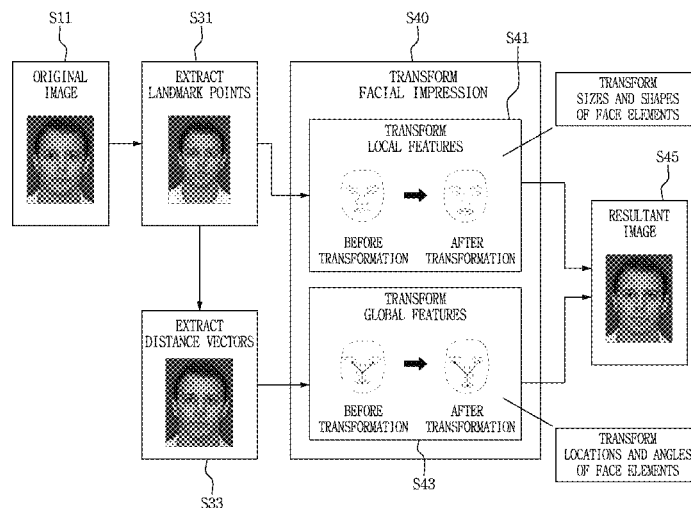 S11
S31
S40
S41
ORIGINAL
IMAGE
EXTRACT
LANDMARK POINTS
TRANSFORM
FACIAL IMPRESSION
TRANSFORM
SIZES AND SHAPES
OF FACE ELEMENTS
TRANSFORM
LOCAL FEATURES
BEFORE
TRANSFORMATION
AFTER
TRANSFORMATION
S45
RESULTANT
IMAGE
EXTRACT
DISTANCE VECTORS
TRANSFORM
GLOBAL FEATURES
BEFORE
TRANSFORMATION
AFTER
TRANSFORMATION
TRANSFORM
LOCATIONS AND ANGLES
OF FACE ELEMENTS
S33
S43